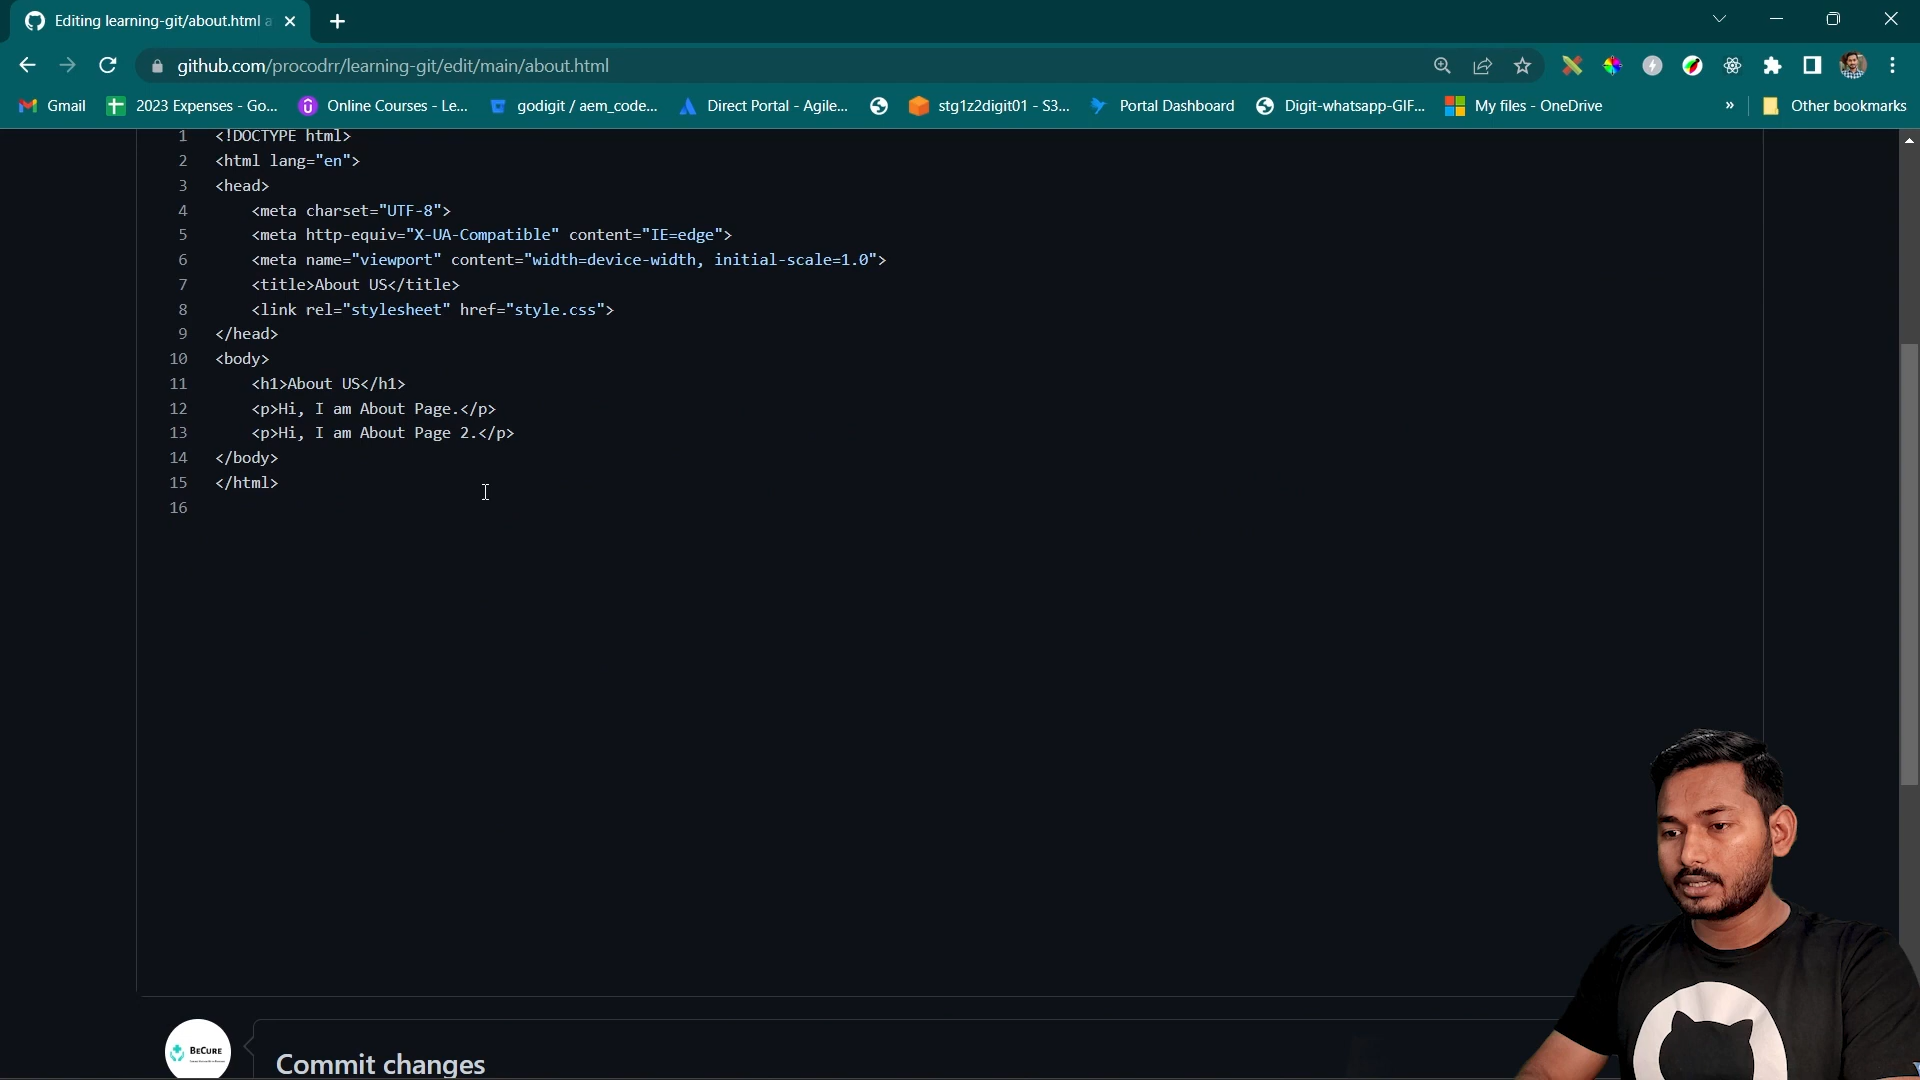 Editing learning-git/about.html a
github.com/procodrr/learning-git/edit/main/about.html
Gmail
2023 Expenses - Go...
Online Courses - Le...
godigit / aem_code...
Direct Portal - Agile...
stg1z2digit01 - S3...
Portal Dashboard
Digit-whatsapp-GIF...
My files - OneDrive
»
Other bookmarks
1 <!DOCTYPE html>
2 <html lang="en">
3 <head>
4 <meta charset="UTF-8">
5 <meta http-equiv="X-UA-Compatible" content="IE=edge">
6 <meta name="viewport" content="width=device-width, initial-scale=1.0">
7 <title>About US</title>
8 <link rel="stylesheet" href="style.css">
9 </head>
10 <body>
11 <h1>About US</h1>
12 <p>Hi, I am About Page.</p>
13 <p>Hi, I am About Page 2.</p>
14 </body>
15 </html>
16
BECURE
Commit changes